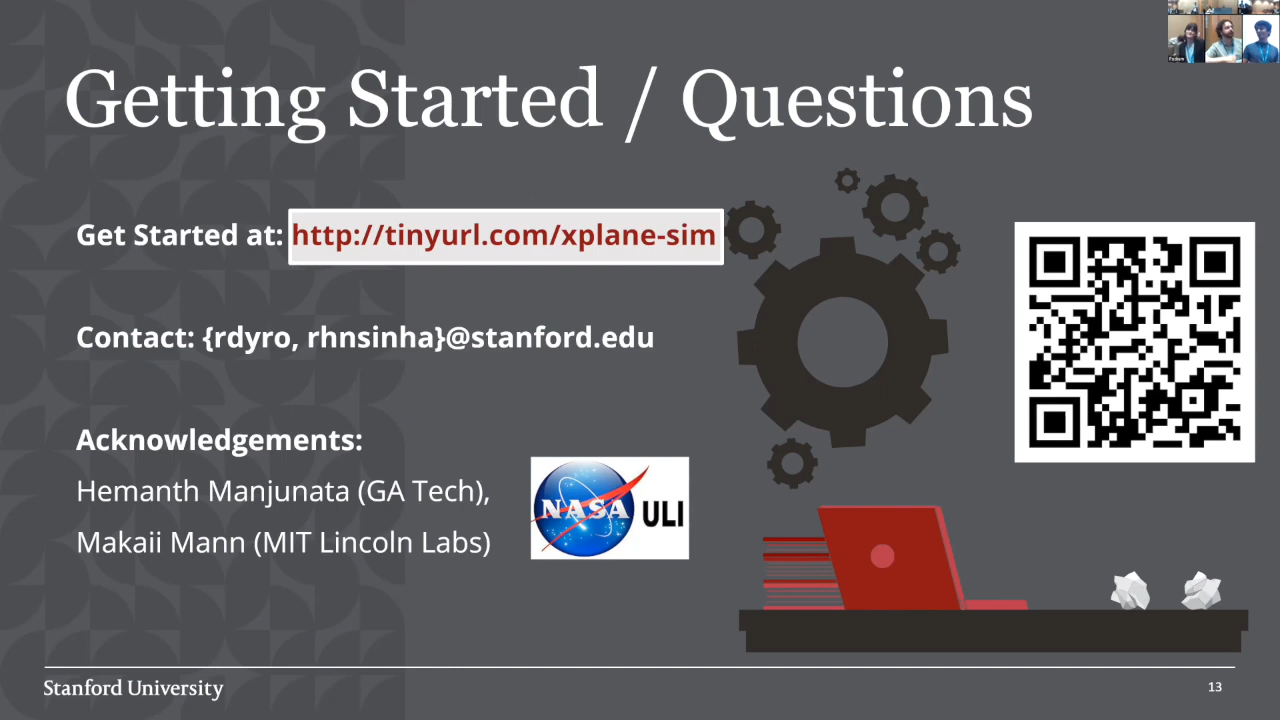 Getting Started / Questions
Get Started at: http://tinyurl.com/xplane-sim
Contact: {rdyro, rhnsinha}@stanford.edu
Acknowledgements:
Hemanth Manjunata (GA Tech),
Makaii Mann (MIT Lincoln Labs)
NASA ULI
Stanford University
13